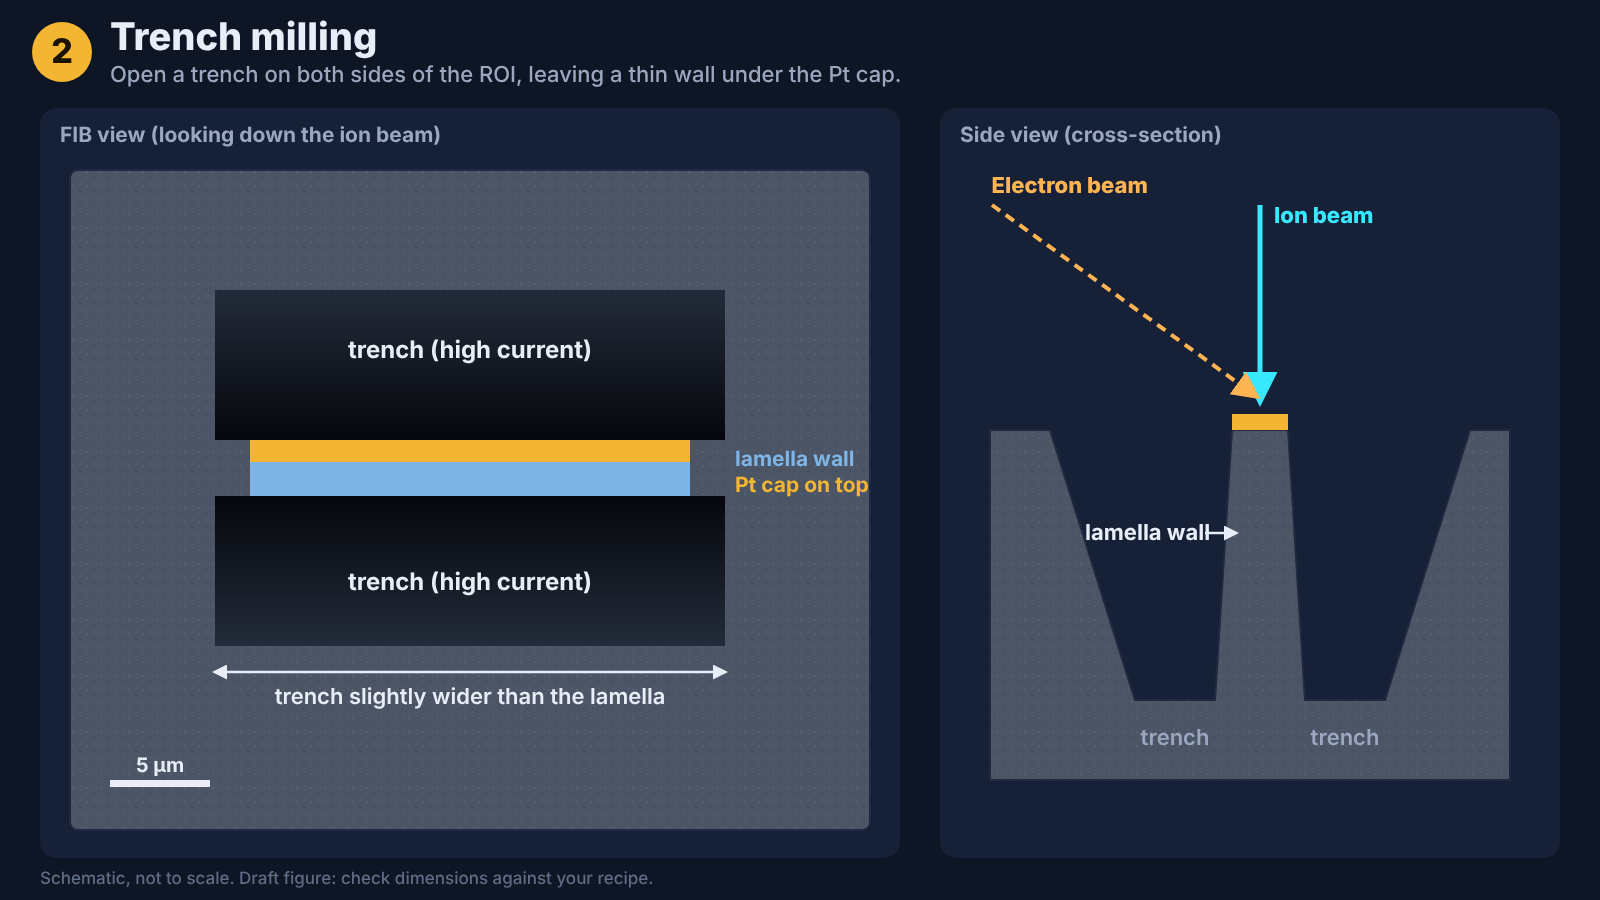 2
Trench milling
Open a trench on both sides of the ROI, leaving a thin wall under the Pt cap.
FIB view (looking down the ion beam)
trench (high current)
lamella wall
Pt cap on top
trench (high current)
trench slightly wider than the lamella
5 µm
Side view (cross-section)
Electron beam
Ion beam
lamella wall
trench
trench
Schematic, not to scale. Draft figure: check dimensions against your recipe.